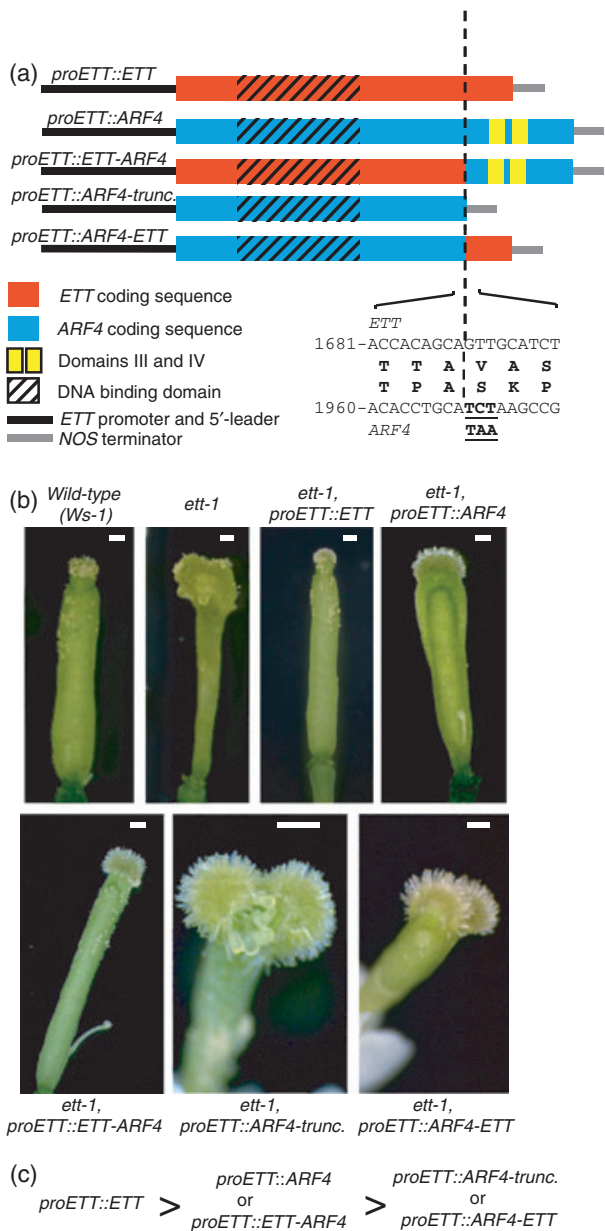 (a)
proETT::ETT
proETT::ARF4
proETT::ETT-ARF4
proETT::ARF4-trunc.
proETT::ARF4-ETT
ETT coding sequence
ARF4 coding sequence
Domains III and IV
DNA binding domain
ETT promoter and 5′-leader
NOS terminator
ETT
1681-ACCACAGCAGTTGCATCT
T T A V A S
T P A S K P
1960-ACACCTGCATCTAAGCCG
ARF4 TAA
(b)
Wild-type
(Ws-1)
ett-1
ett-1,
proETT::ETT
ett-1,
proETT::ARF4
ett-1,
proETT::ETT-ARF4
ett-1,
proETT::ARF4-trunc.
ett-1,
proETT::ARF4-ETT
(c)
proETT::ETT > proETT::ARF4 or proETT::ETT-ARF4 > proETT::ARF4-trunc. or proETT::ARF4-ETT